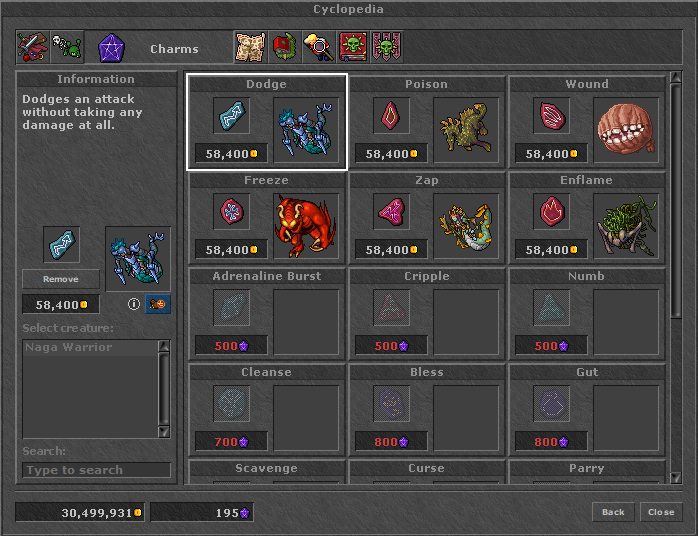 Cyclopedia
Charms
Information
Dodges an attack
without taking any
damage at all.
Remove
58,400
Select creature:
Naga Warrior
Search:
Type to search
Dodge
Poison
Wound
58,400
58,400
58,400
Freeze
Zap
Enflame
58,400
58,400
58,400
Adrenaline Burst
Cripple
Numb
500
500
500
Cleanse
Bless
Gut
700
800
800
Scavenge
Curse
Parry
30,499,931
195
Back
Close